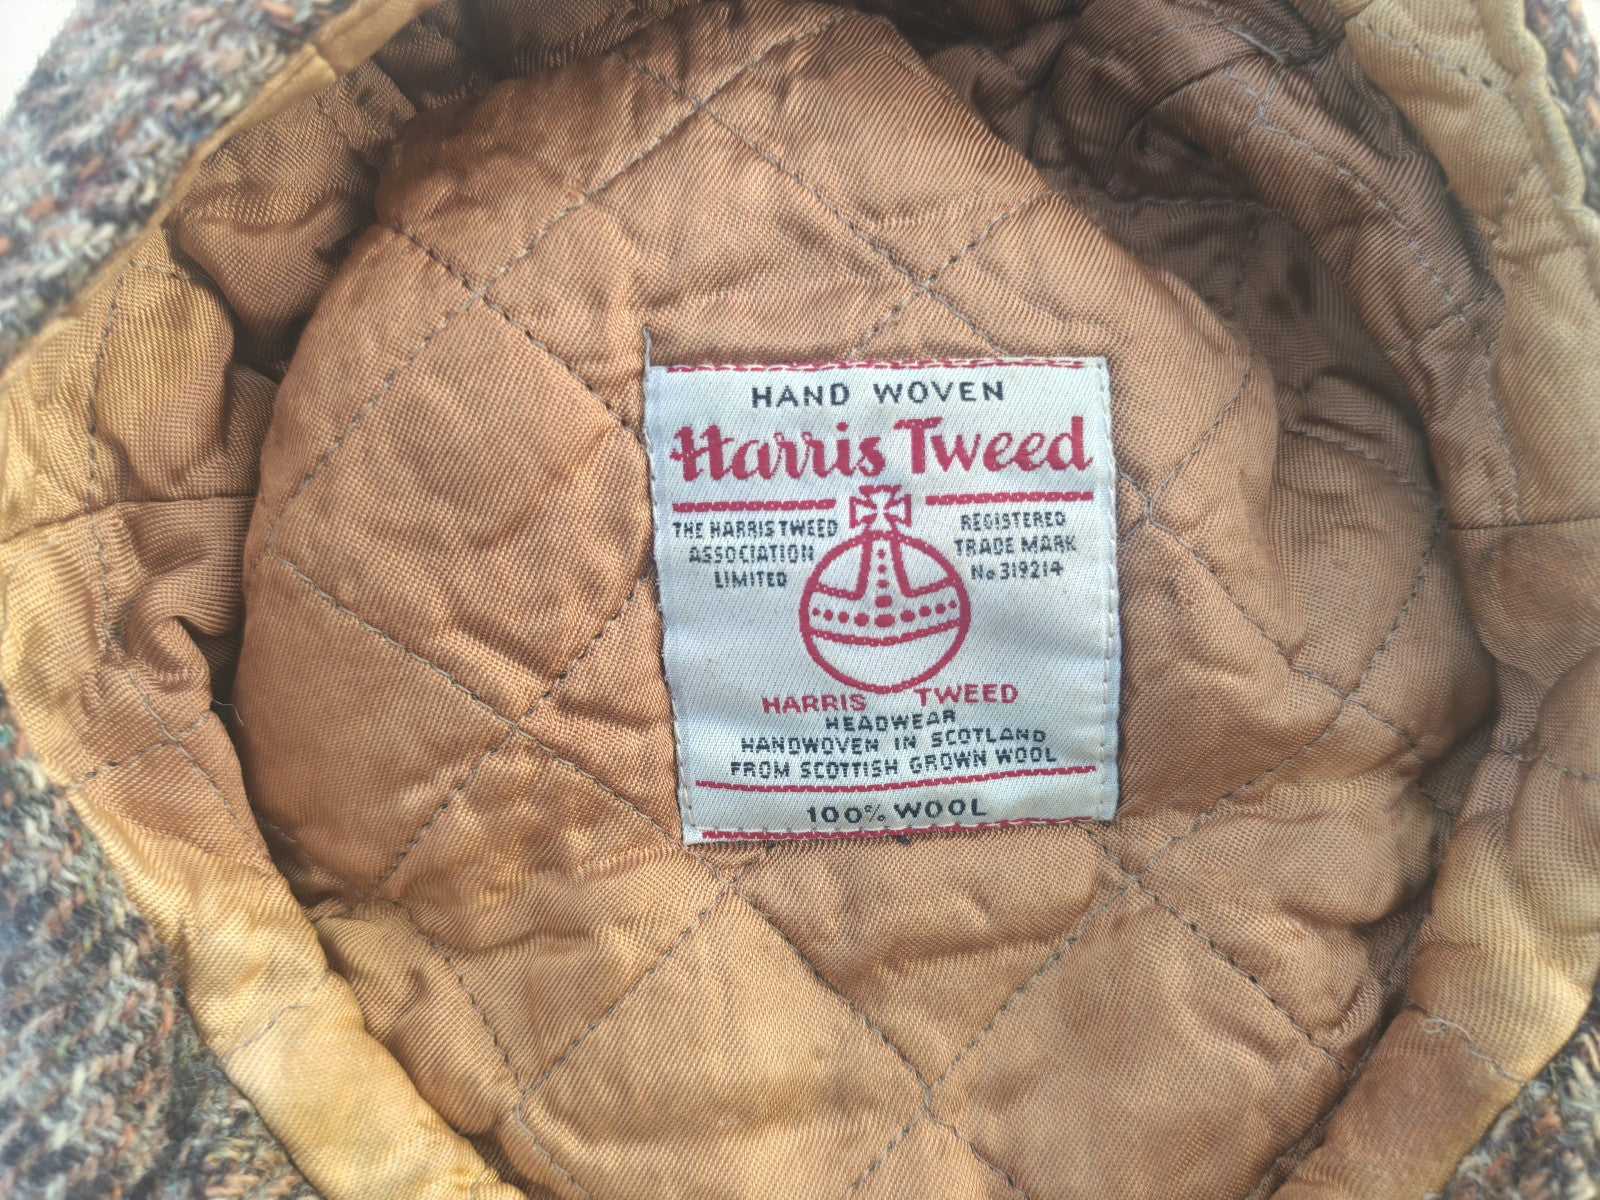 HAND WOVEN
Harris Tweed
THE HARRIS TWEED
ASSOCIATION
LIMITED
REGISTERED
TRADE MARK
No 319214
HARRIS TWEED
HEADWEAR
HANDWOVEN IN SCOTLAND
FROM SCOTTISH GROWN WOOL
100% WOOL